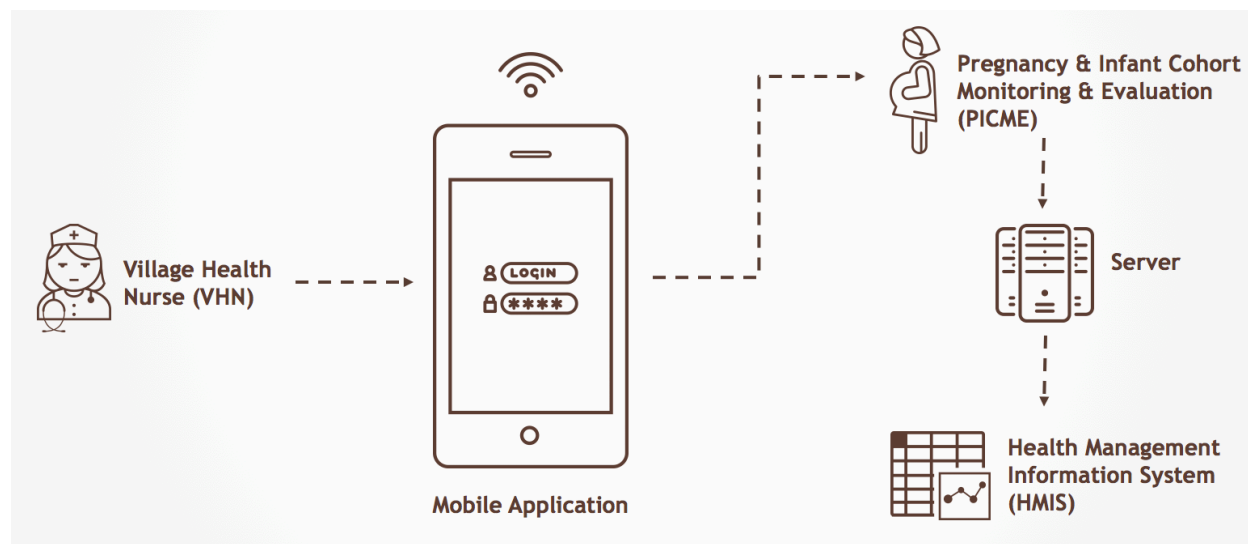 Village Health
Nurse (VHN)
LOGIN
****
Mobile Application
Pregnancy & Infant Cohort
Monitoring & Evaluation
(PICME)
Server
Health Management
Information System
(HMIS)